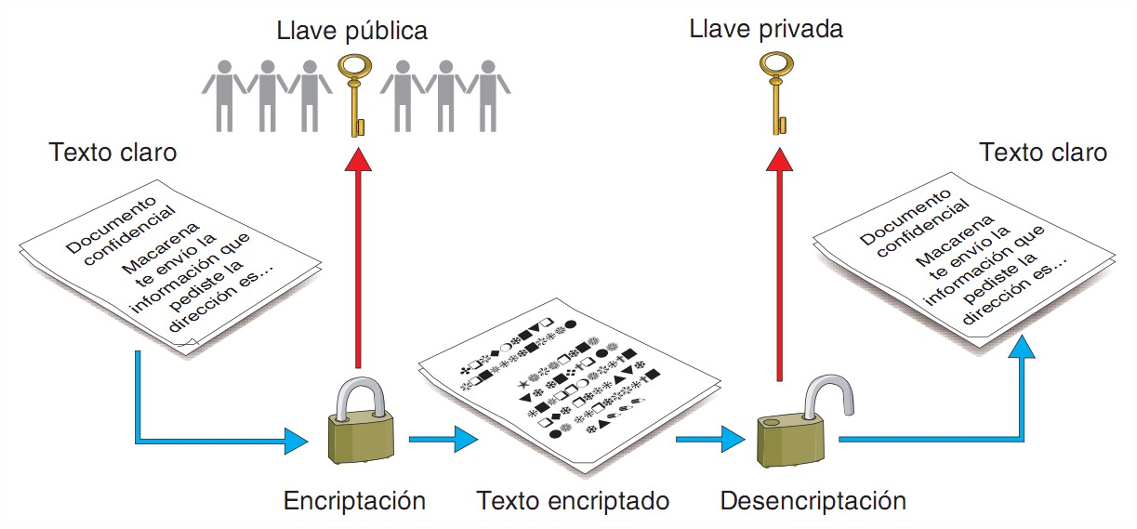 Llave pública
Llave privada
Texto claro
Texto claro
Documento
confidencial
Macarena
te envío la
información que
pediste la
dirección es...
Documento
confidencial
Macarena
te envío la
información que
pediste la
dirección es...
Encriptación
Texto encriptado
Desencriptación